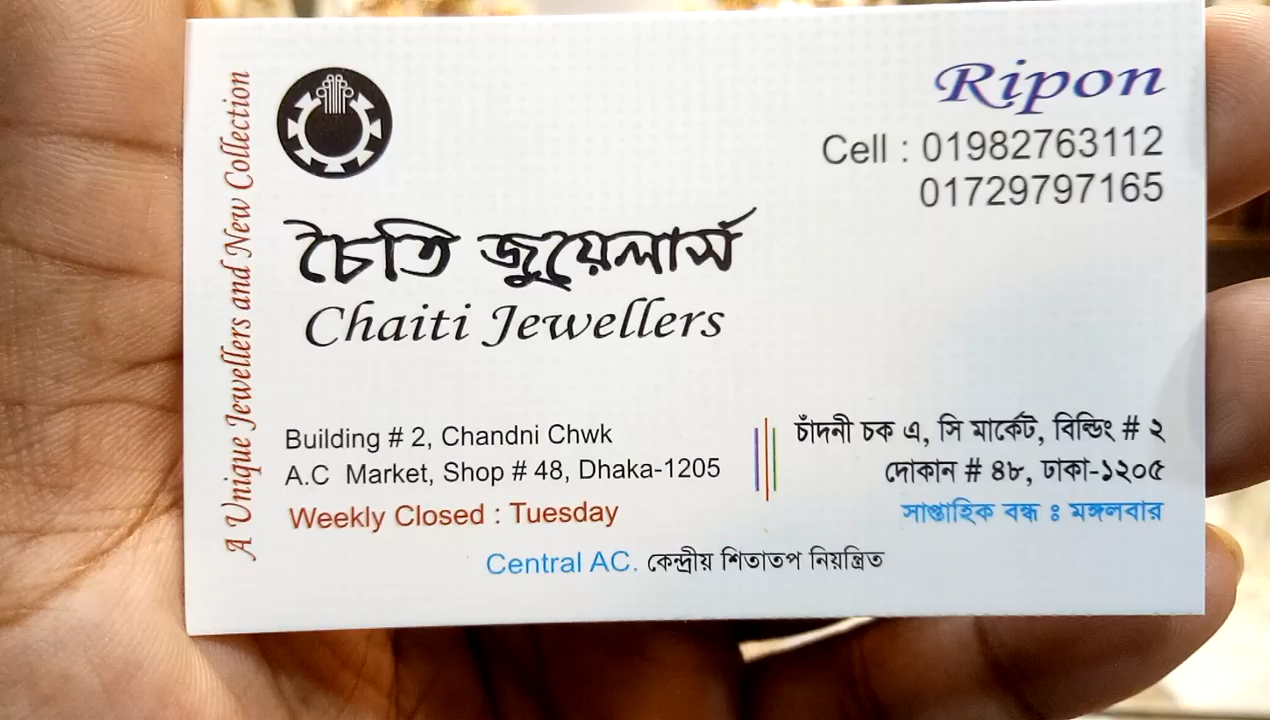 A Unique Jewellers and New Collection
Ripon
Cell : 01982763112
01729797165
চৈতি জুয়েলার্স
Chaiti Jewellers
Building # 2, Chandni Chwk
A.C Market, Shop # 48, Dhaka-1205
Weekly Closed : Tuesday
চাঁদনী চক এ, সি মার্কেট, বিল্ডিং # ২
দোকান # ৪৮, ঢাকা-১২০৫
সাপ্তাহিক বন্ধ ঃ মঙ্গলবার
Central AC. কেন্দ্রীয় শিতাতপ নিয়ন্ত্রিত